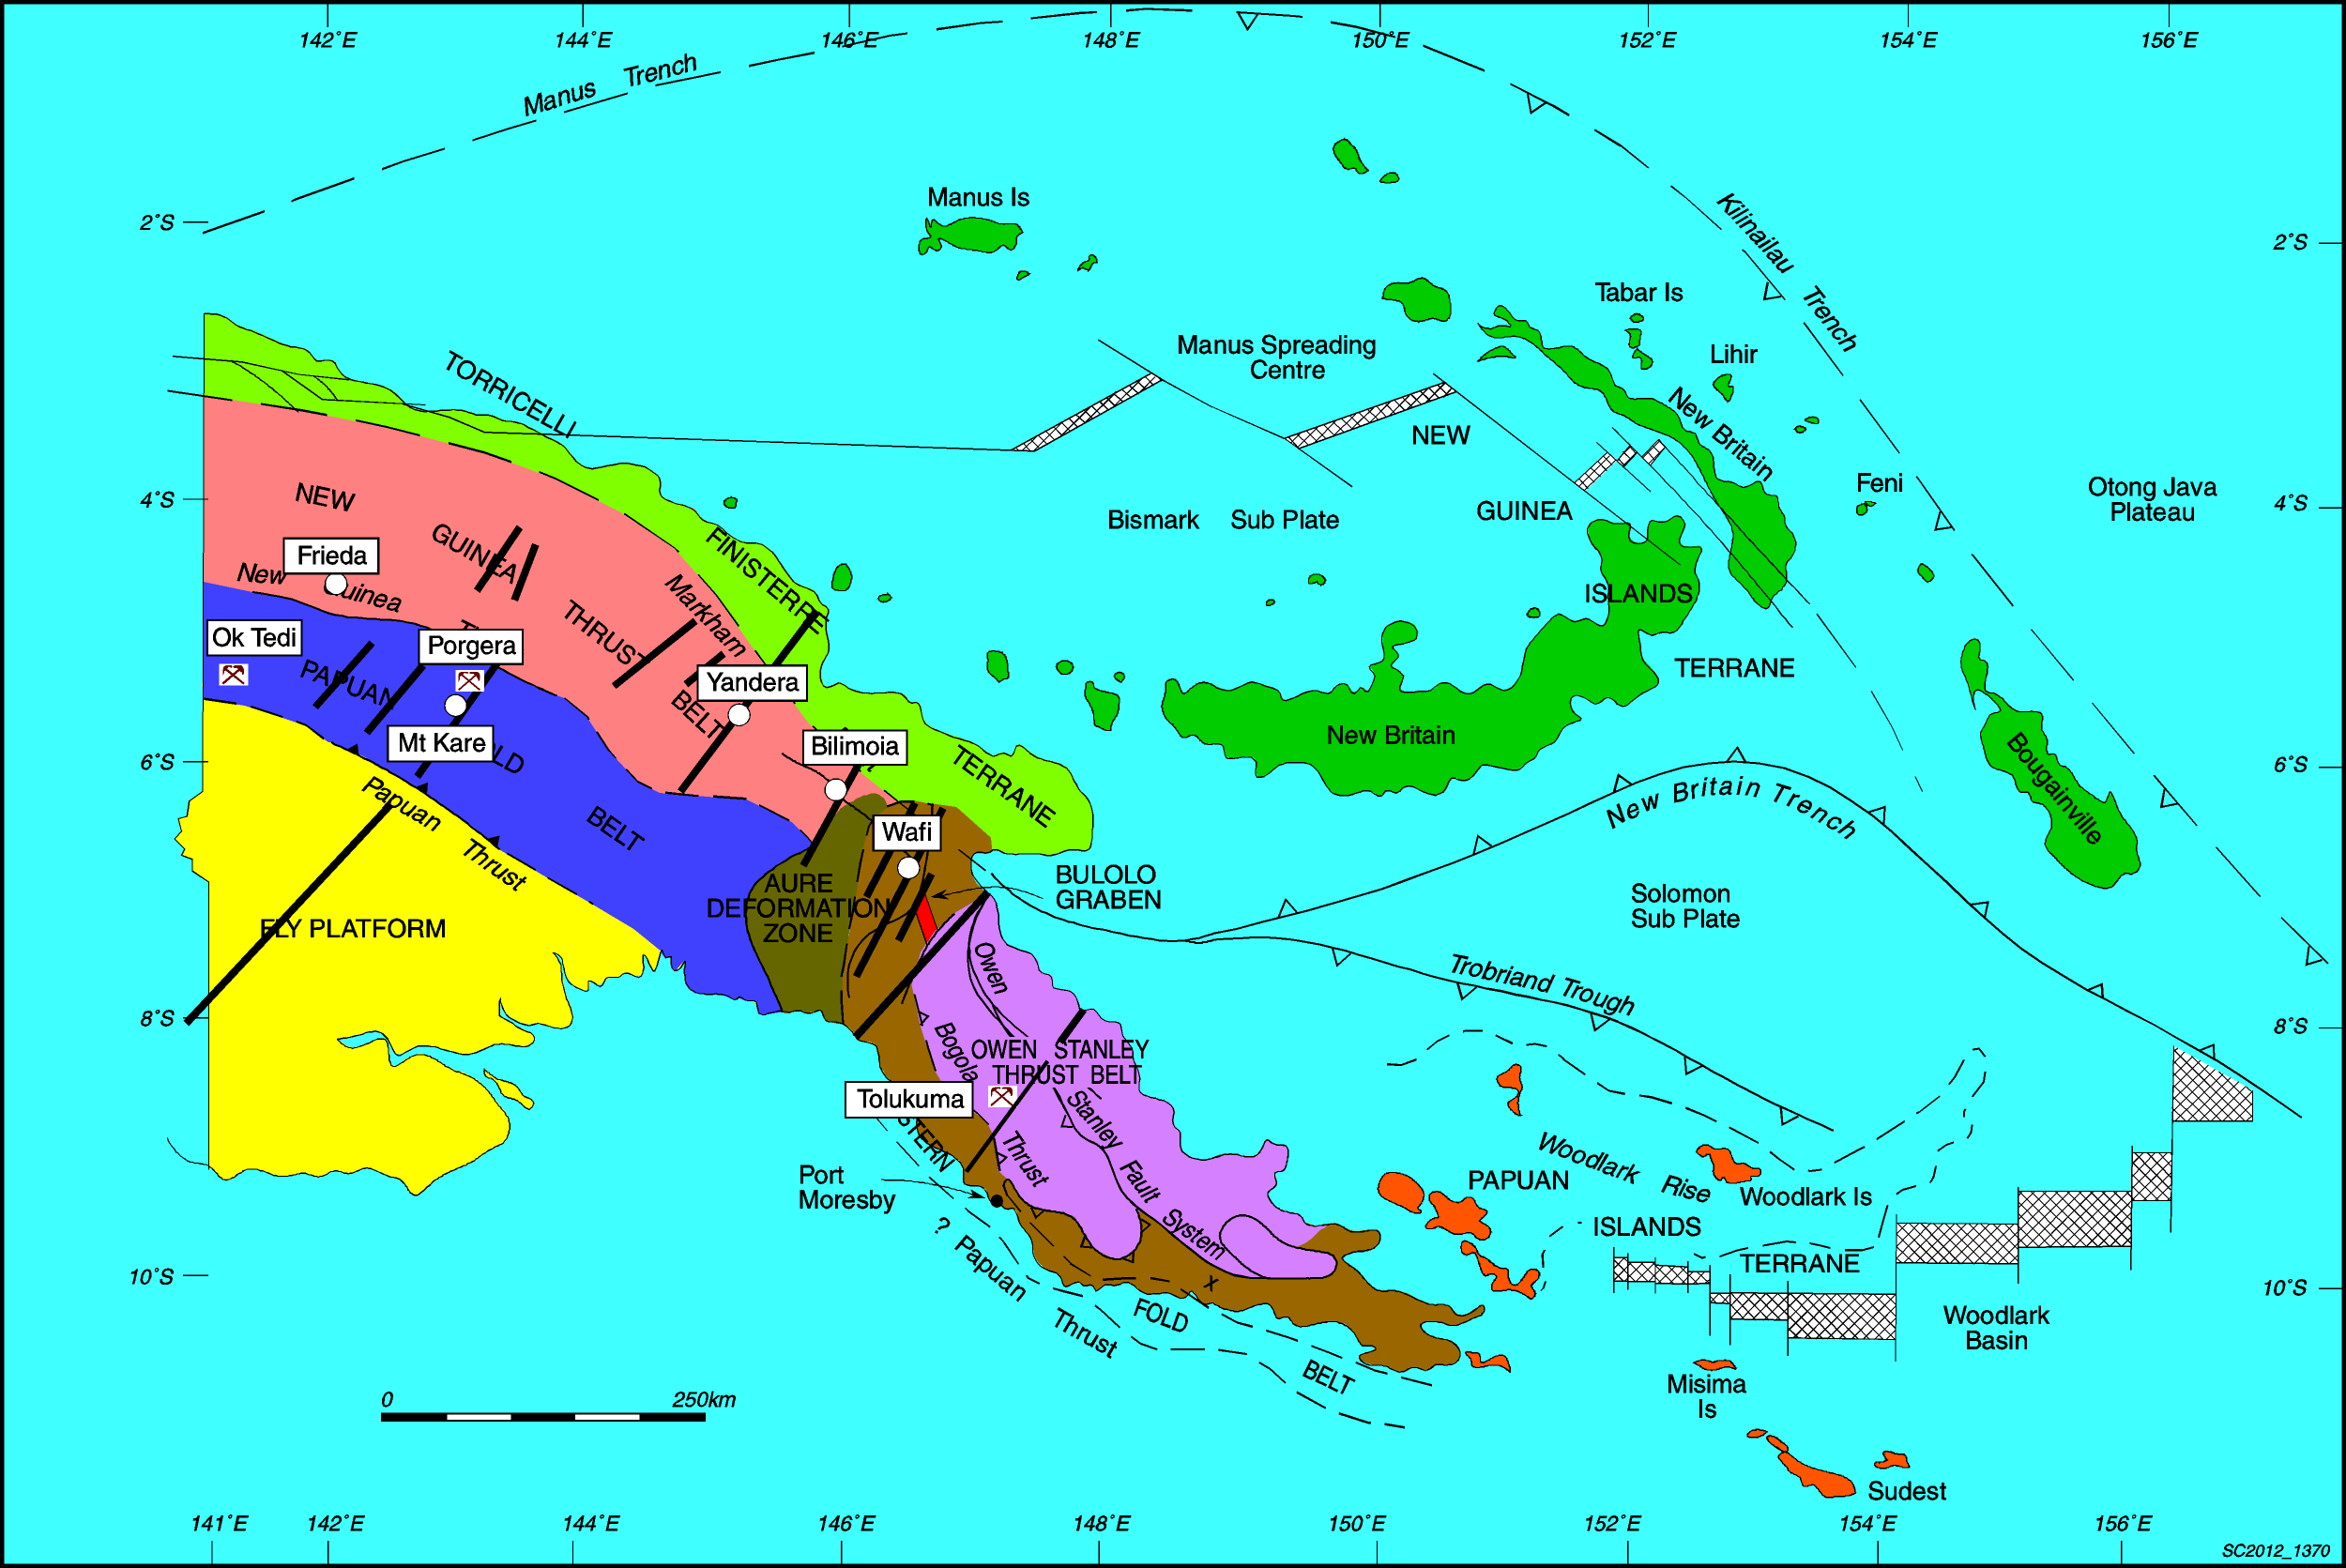 142°E 144°E 146°E 148°E 150°E 152°E 154°E 156°E
Manus Trench
Kilinailau Trench
2°S
2°S
Manus Is
Tabar Is
Manus Spreading
Centre
Lihir
TORRICELLI
New Britain
NEW
4°S
NEW
Feni
Otong Java
Plateau
4°S
GUINEA
Bismark Sub Plate
GUINEA
FINISTERRE
Frieda
New Guinea
Markham
THRUST
ISLANDS
Ok Tedi
Porgera
PAPUAN
TERRANE
Yandera
BELT
New Britain
Mt Kare
Bilimoia
Bougainville
6°S
6°S
TERRANE
Papuan Thrust
BELT
New Britain Trench
Wafi
BULOLO
GRABEN
AURE
DEFORMATION
ZONE
Solomon
Sub Plate
FLY PLATFORM
Owen
Trobriand Trough
8°S
8°S
Bogola
OWEN STANLEY
THRUST BELT
Tolukuma
Stanley
STERN
Thrust
Fault
System
Port
Moresby
Woodlark Rise
PAPUAN
Woodlark Is
ISLANDS
TERRANE
? Papuan Thrust
10°S
10°S
x
FOLD
BELT
Woodlark
Basin
Misima
Is
0 250km
Sudest
141°E 142°E 144°E 146°E 148°E 150°E 152°E 154°E 156°E
SC2012_1370